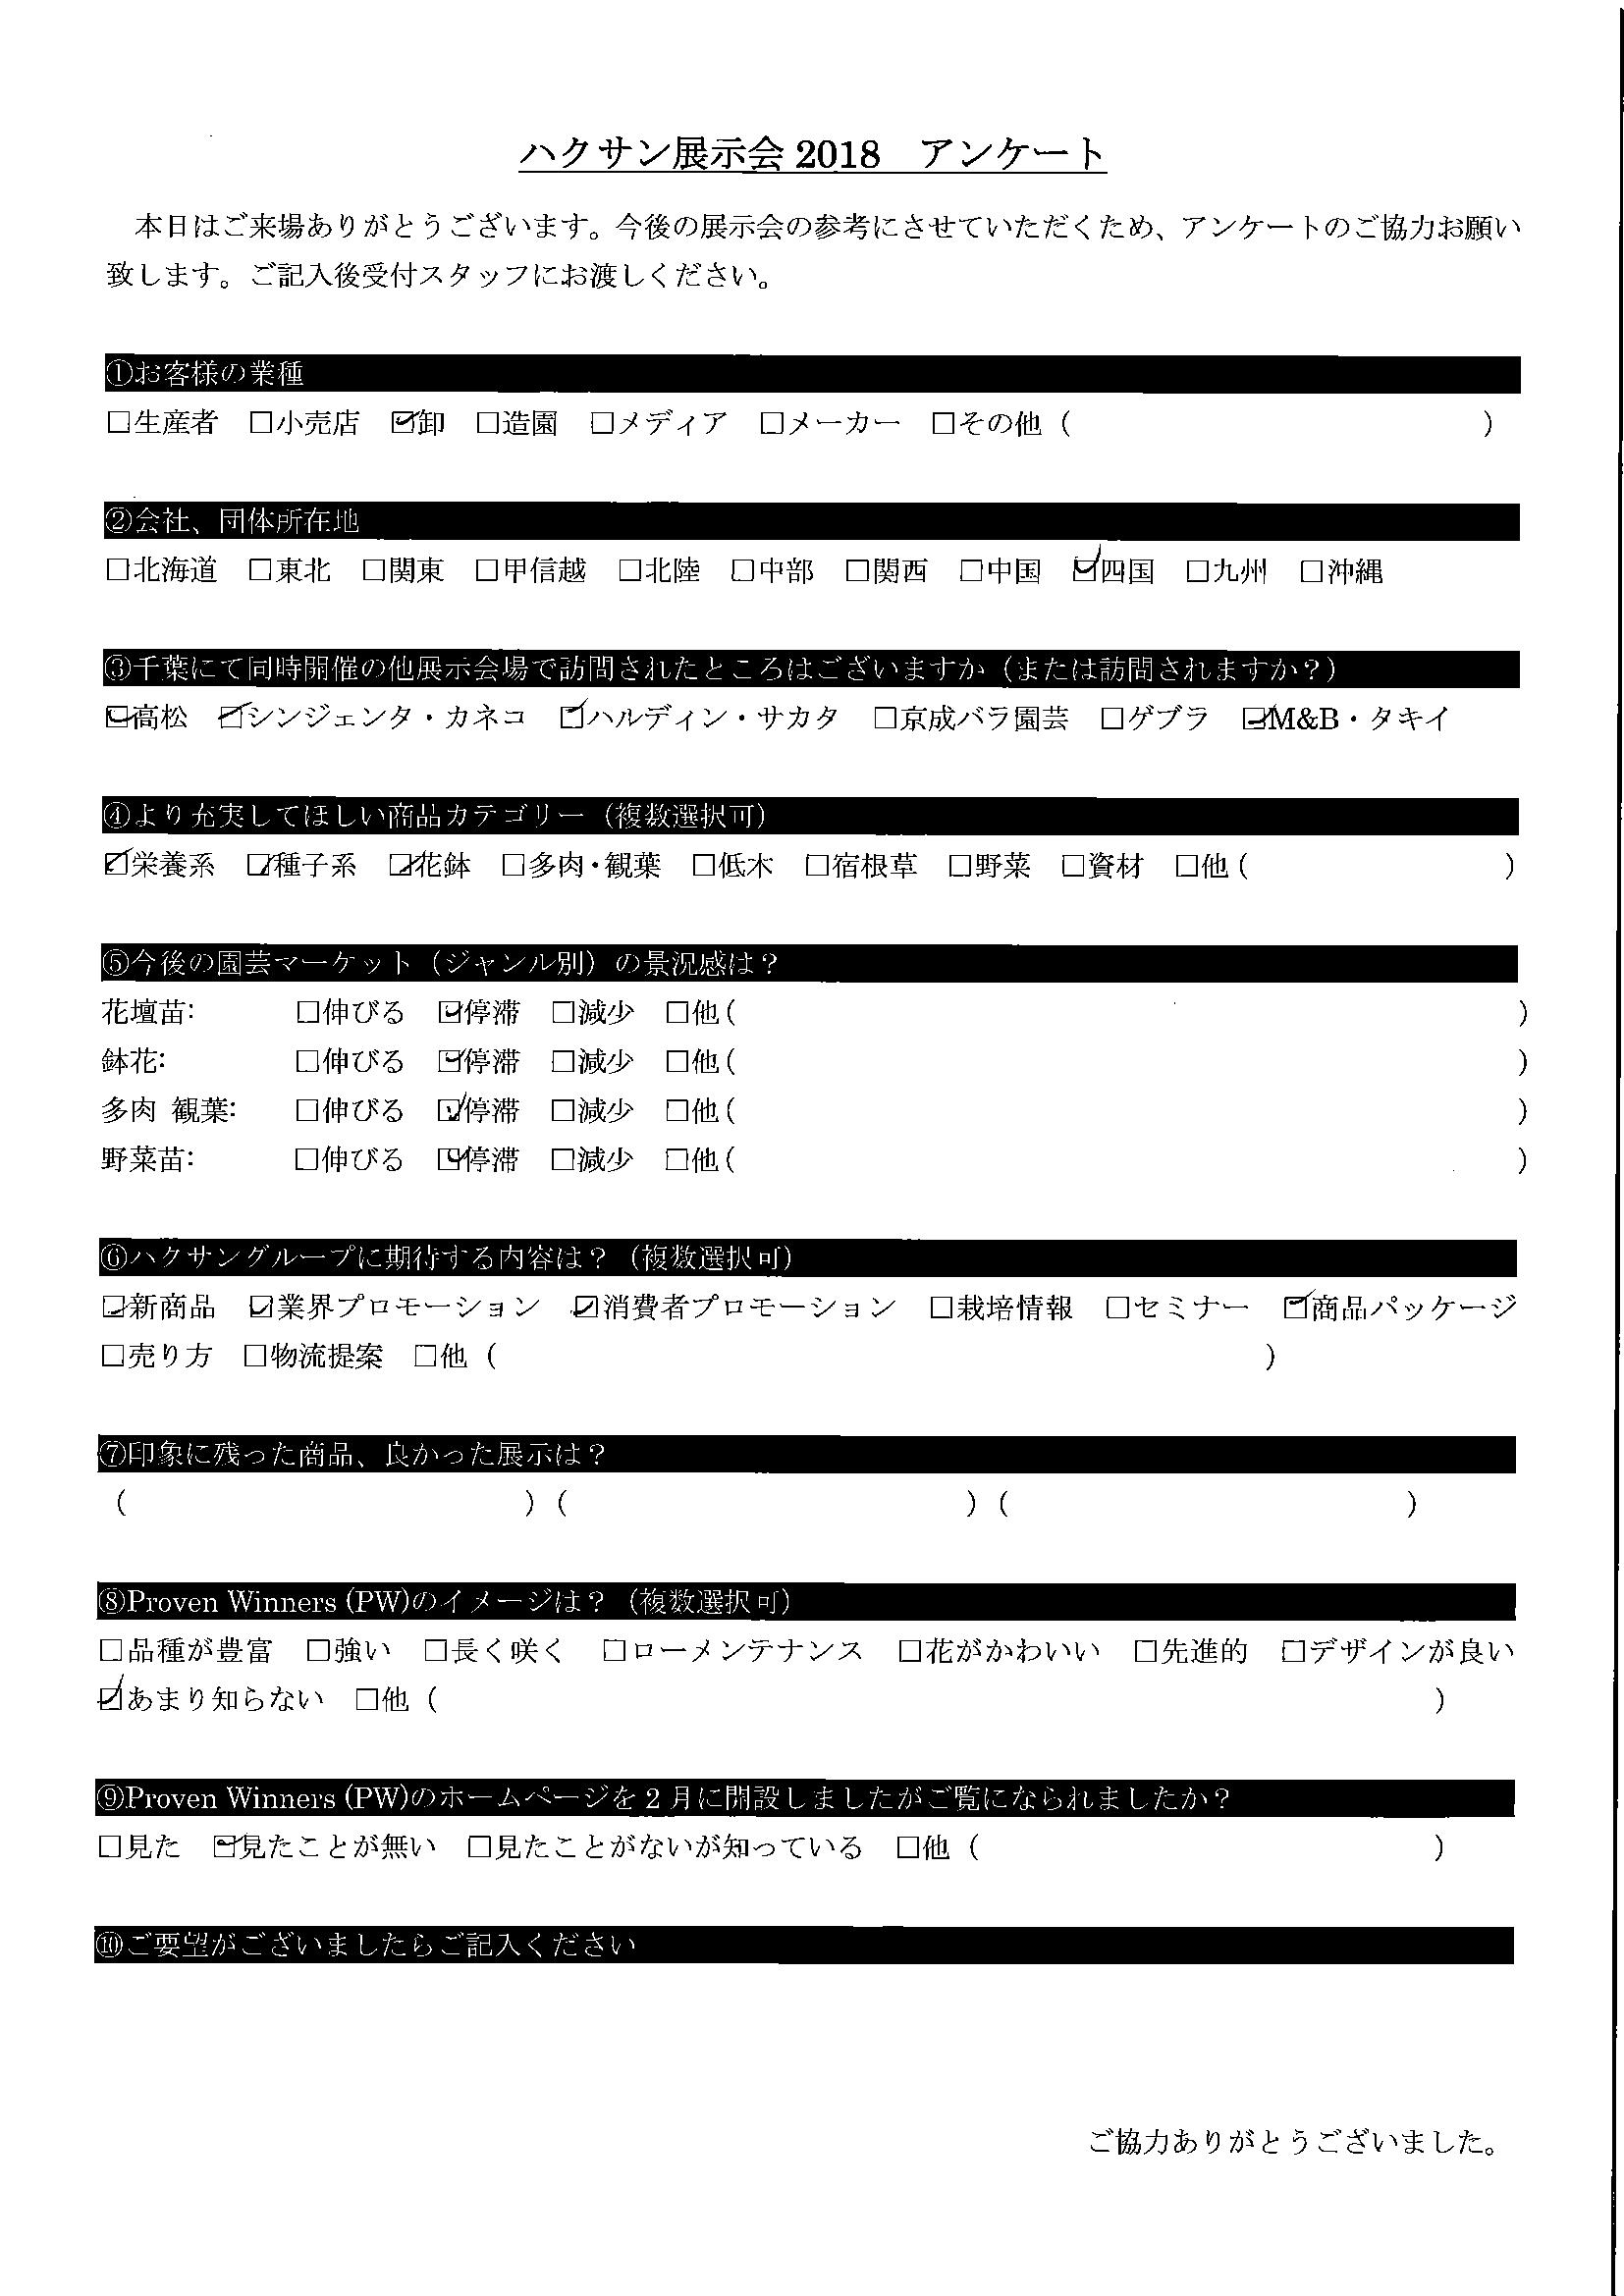 ハクサン展示会 2018　アンケート
本日はご来場ありがとうございます。今後の展示会の参考にさせていただくため、アンケートのご協力お願い
致します。ご記入後受付スタッフにお渡しください。
①お客様の業種
□生産者　□小売店　☑卸　□造園　□メディア　□メーカー　□その他（　　　　　　　　　　　　　　）
②会社、団体所在地
□北海道　□東北　□関東　□甲信越　□北陸　□中部　□関西　□中国　☑四国　□九州　□沖縄
③千葉にて同時開催の他展示会場で訪問されたところはございますか（または訪問されますか？）
☑高松　☑シンジェンタ・カネコ　☑ハルディン・サカタ　□京成バラ園芸　□ゲブラ　☑M&B・タキイ
④より充実してほしい商品カテゴリー（複数選択可）
☑栄養系　☑種子系　☑花鉢　□多肉・観葉　□低木　□宿根草　□野菜　□資材　□他（　　　　　　　　　）
⑤今後の園芸マーケット（ジャンル別）の景況感は？
花壇苗:　□伸びる　☑停滞　□減少　□他（　　　　　　　　　　　　　　）
鉢花:　□伸びる　☑停滞　□減少　□他（　　　　　　　　　　　　　　）
多肉 観葉:　□伸びる　☑停滞　□減少　□他（　　　　　　　　　　　　　　）
野菜苗:　□伸びる　☑停滞　□減少　□他（　　　　　　　　　　　　　　）
⑥ハクサングループに期待する内容は？（複数選択可）
☑新商品　☑業界プロモーション　☑消費者プロモーション　□栽培情報　□セミナー　☑商品パッケージ
□売り方　□物流提案　□他（　　　　　　　　　　　　　　）
⑦印象に残った商品、良かった展示は？
（　　　　　　　　　）（　　　　　　　　　）（　　　　　　　　　）
⑧Proven Winners (PW)のイメージは？（複数選択可）
□品種が豊富　□強い　□長く咲く　□ローメンテナンス　□花がかわいい　□先進的　□デザインが良い
☑あまり知らない　□他（　　　　　　　　　　　　　　）
⑨Proven Winners (PW)のホームページを 2 月に開設しましたがご覧になられましたか？
□見た　☑見たことが無い　□見たことがないが知っている　□他（　　　　　　　　　）
⑩ご要望がございましたらご記入ください
ご協力ありがとうございました。